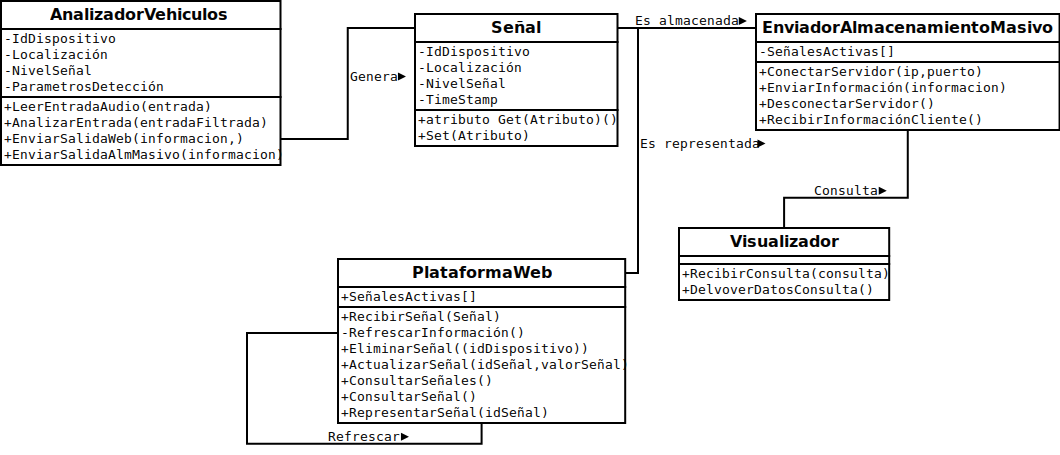 AnalizadorVehiculos
-IdDispositivo
-Localización
-NivelSeñal
-ParametrosDetección
+LeerEntradaAudio(entrada)
+AnalizarEntrada(entradaFiltrada)
+EnviarSalidaWeb(informacion,)
+EnviarSalidaAlmMasivo(informacion)
Genera
Señal
-IdDispositivo
-Localización
-NivelSeñal
-TimeStamp
+atributo Get(Atributo)()
+Set(Atributo)
Es almacenada
EnviadorAlmacenamientoMasivo
-SeñalesActivas[]
+ConectarServidor(ip,puerto)
+EnviarInformación(informacion)
+DesconectarServidor()
+RecibirInformaciónCliente()
Es representada
Consulta
Visualizador
+RecibirConsulta(consulta)
+DelvoverDatosConsulta()
PlataformaWeb
+SeñalesActivas[]
+RecibirSeñal(Señal)
-RefrescarInformación()
+EliminarSeñal((idDispositivo))
+ActualizarSeñal(idSeñal,valorSeñal)
+ConsultarSeñales()
+ConsultarSeñal()
+RepresentarSeñal(idSeñal)
Refrescar